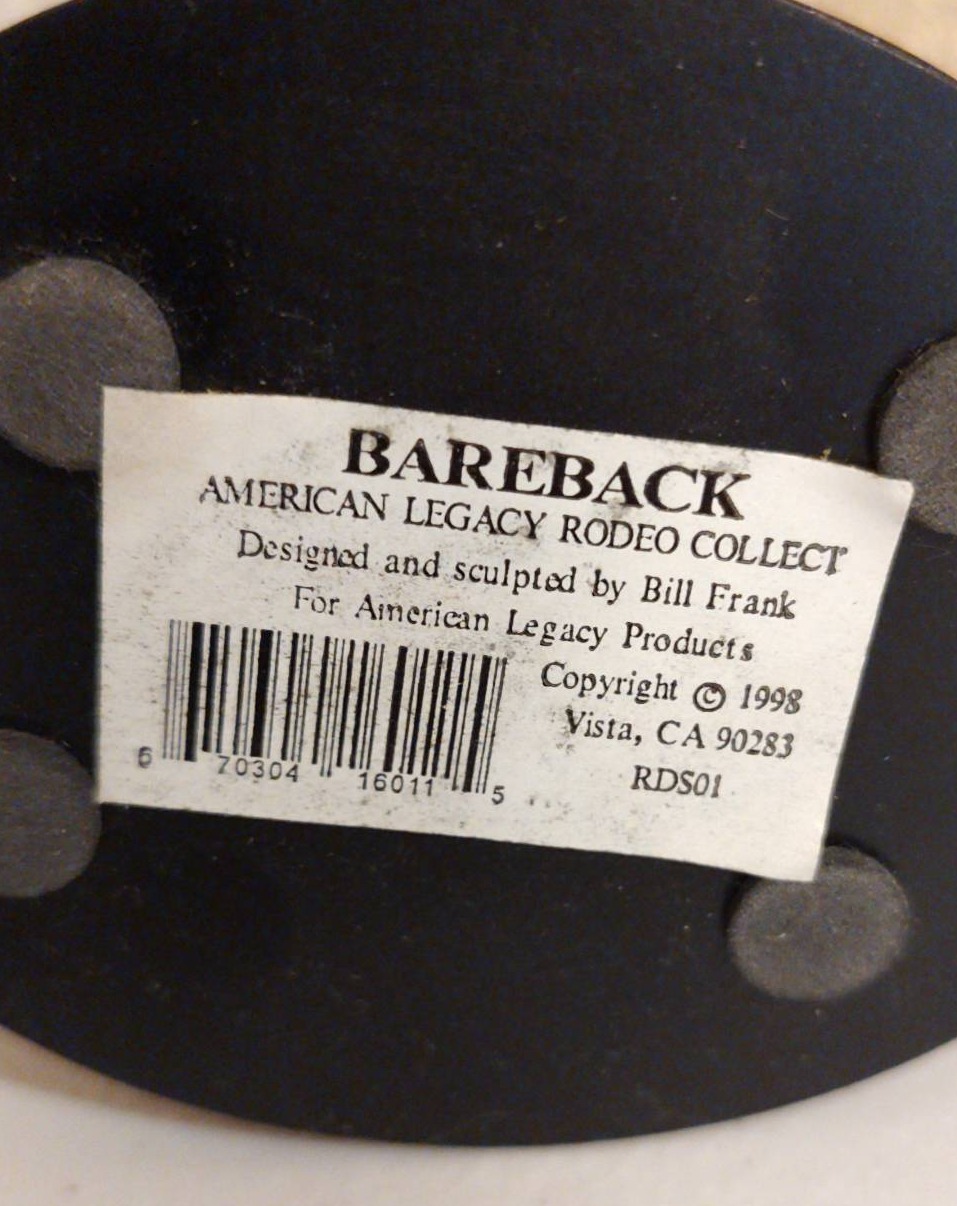 BAREBACK
AMERICAN LEGACY RODEO COLLECT
Designed and sculpted by Bill Frank
For American Legacy Products
Copyright © 1998
Vista, CA 90283
RDS01
6 70304 16011 5